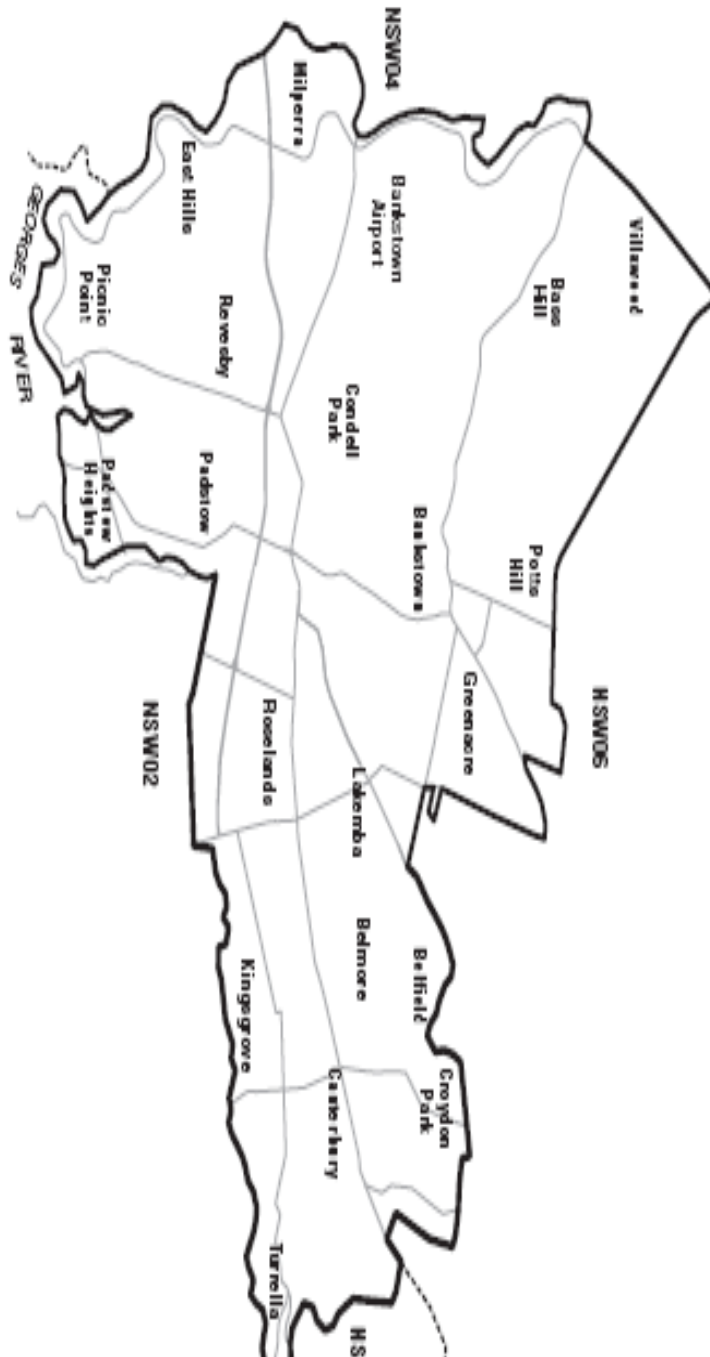 NSW04
Milperra
East Hills
GEORGES
RIVER
Picnic
Point
Revesby
Bankstown
Airport
Bass
Hill
Villawood
Condell
Park
Padstow
Padstow
Heights
Bankstown
Potts
Hill
Greenacre
NSW06
NSW02
Roselands
Lakemba
Belmore
Belfield
Kingsgrove
Canterbury
Croydon
Park
Turrella